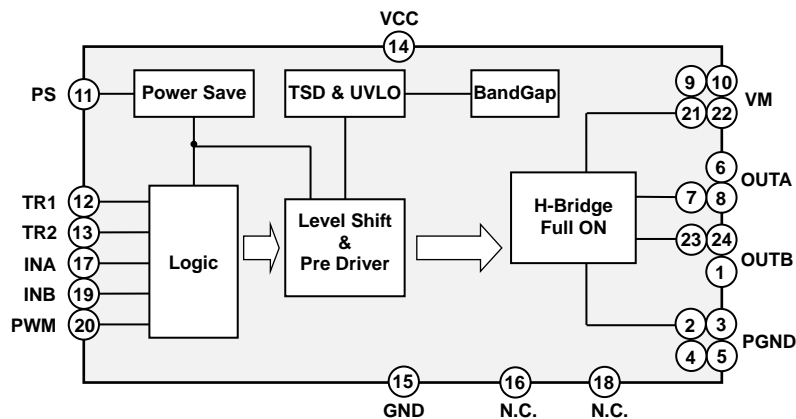 VCC
14
PS
11
Power Save
TSD & UVLO
BandGap
9
10
VM
21
22
6
OUTA
7
8
TR1
12
TR2
13
INA
17
INB
19
PWM
20
Logic
Level Shift
&
Pre Driver
H-Bridge
Full ON
23
24
OUTB
1
2
3
PGND
4
5
15
GND
16
N.C.
18
N.C.